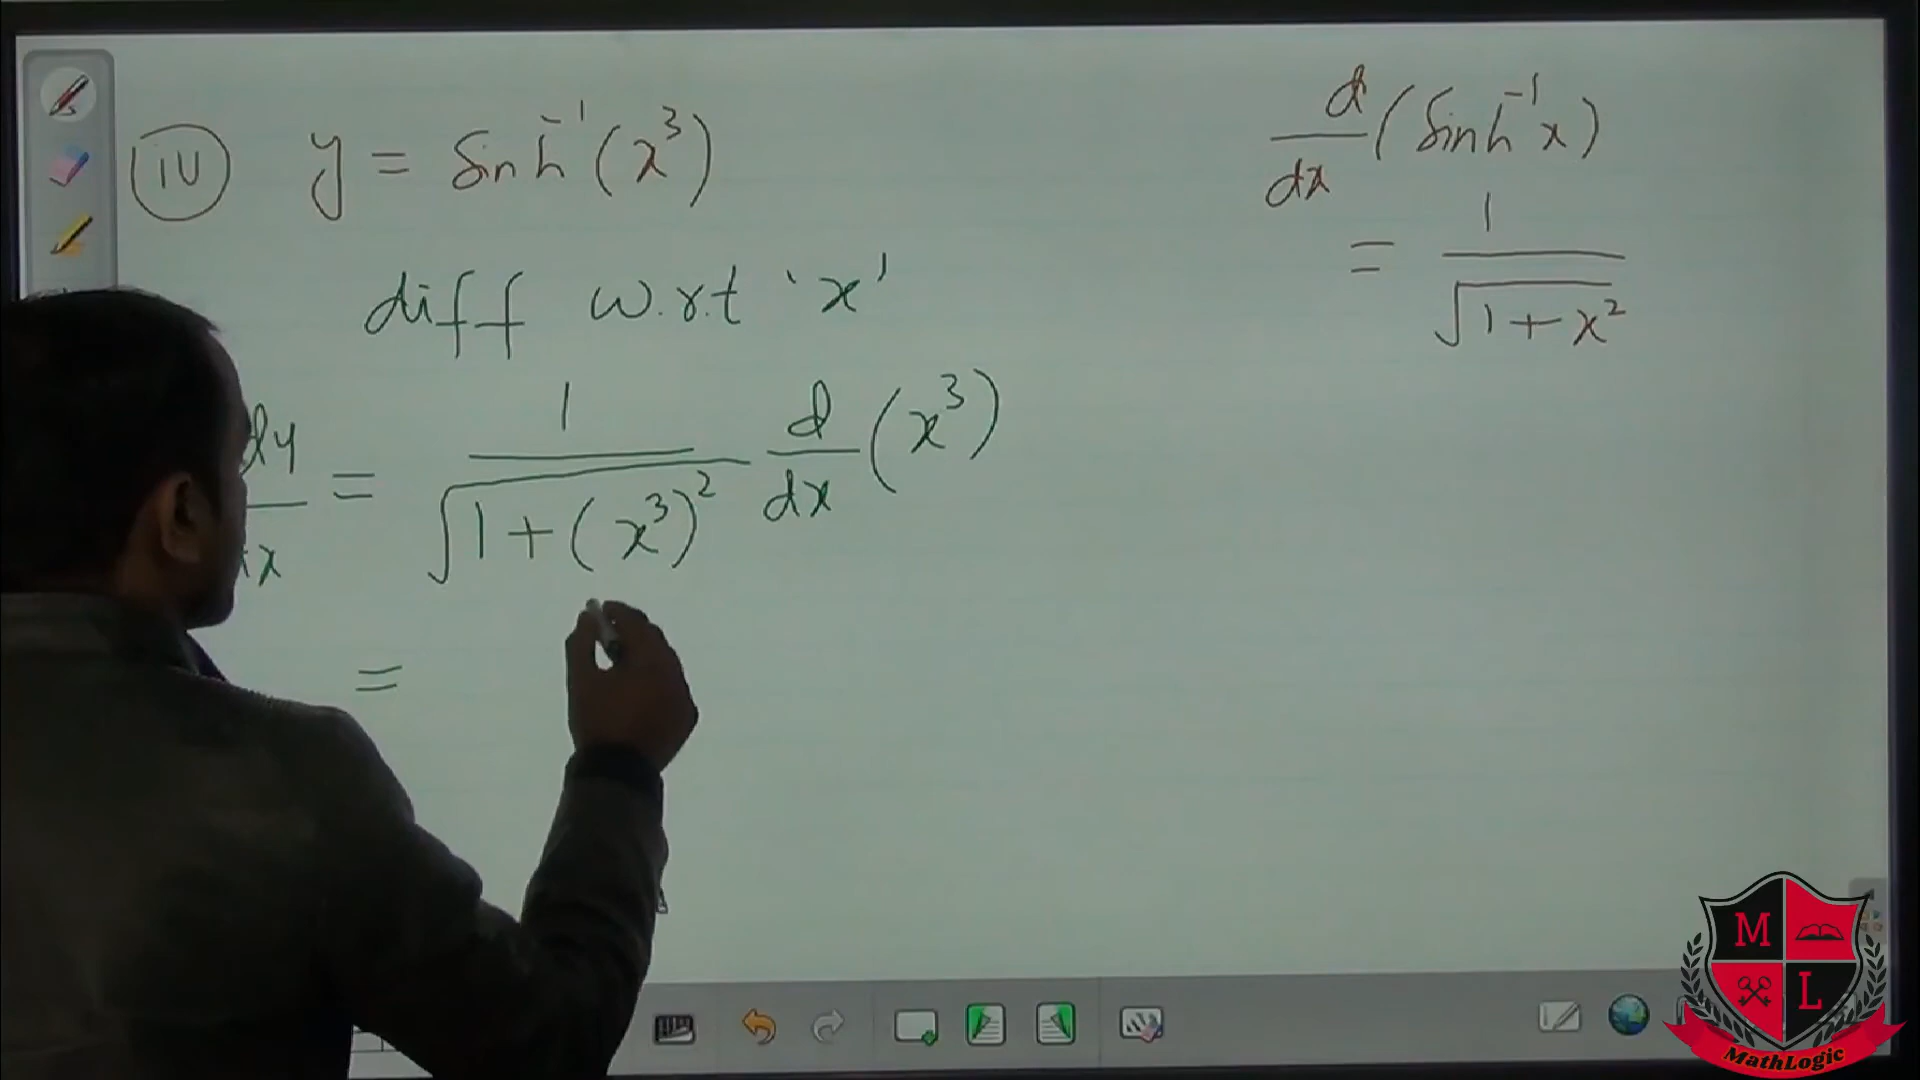 (iv) y = Sinh⁻¹(x³)
diff w.r.t 'x'
dy/dx = 1/√(1+(x³)²) d/dx (x³)
=
d/dx (Sinh⁻¹x)
= 1/√(1+x²)
M
L
MathLogic